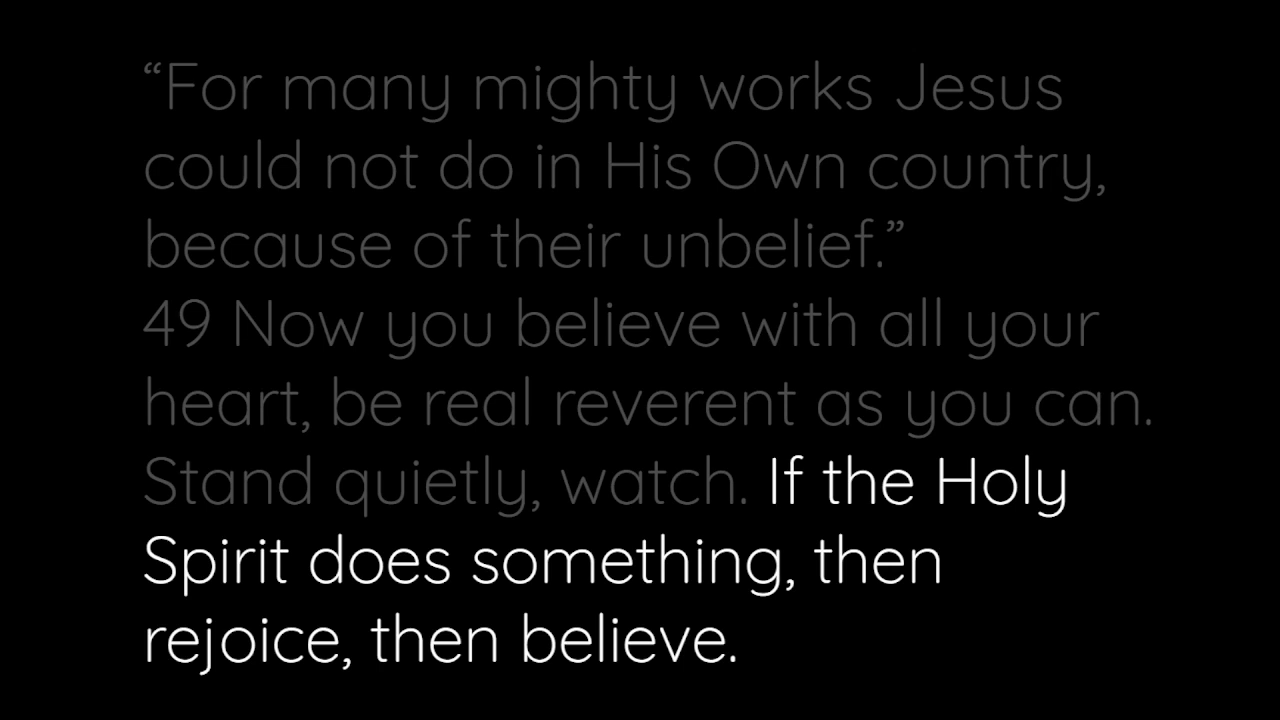 “For many mighty works Jesus
could not do in His Own country,
because of their unbelief.”
49 Now you believe with all your
heart, be real reverent as you can.
Stand quietly, watch. If the Holy
Spirit does something, then
rejoice, then believe.